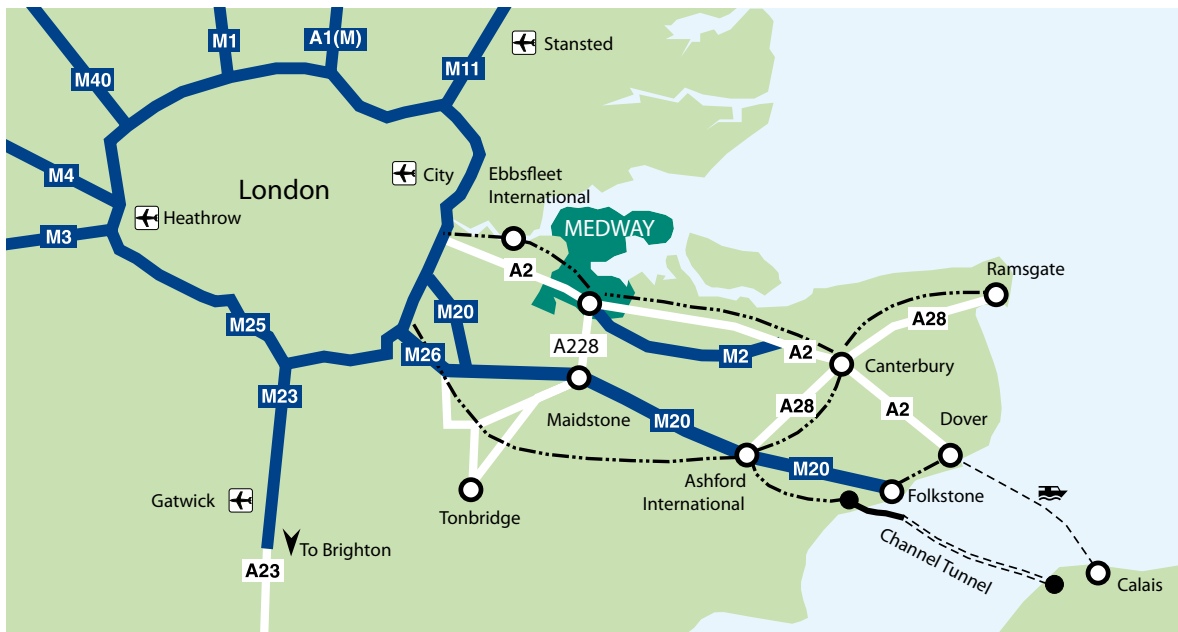 M1
A1(M)
Stansted
M11
M40
City
Ebbsfleet
International
M4
London
Heathrow
MEDWAY
M3
A2
Ramsgate
M20
A28
M25
A228
M26
M2
A2
Canterbury
M23
A28
A2
Maidstone
M20
Dover
M20
Ashford
International
Folkstone
Gatwick
Tonbridge
To Brighton
Channel Tunnel
A23
Calais